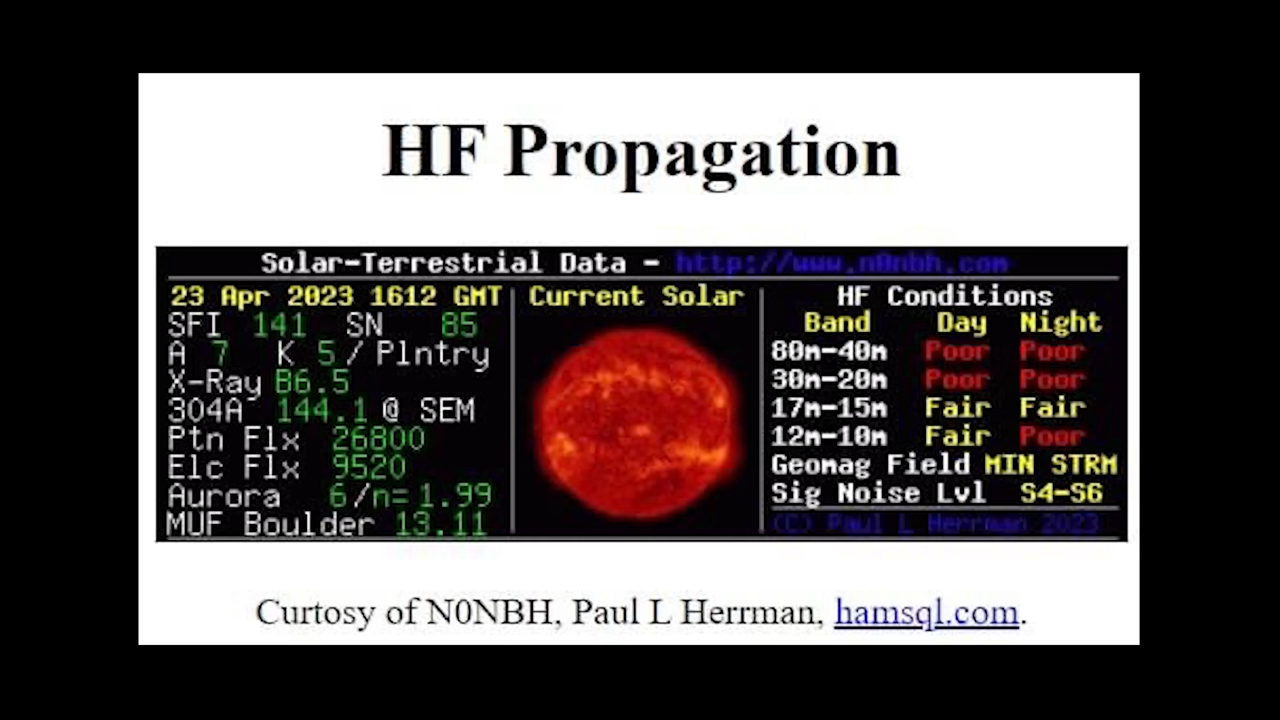 HF Propagation
Solar-Terrestrial Data - http://www.n0nbh.com
23 Apr 2023 1612 GMT
SFI 141 SN 85
A 7 K 5 / Plntry
X-Ray B6.5
304A 144.1 @ SEM
Ptn Flx 26800
Elc Flx 9520
Aurora 6/n=1.99
MUF Boulder 13.11
Current Solar
HF Conditions
Band Day Night
80m-40m Poor Poor
30m-20m Poor Poor
17m-15m Fair Fair
12m-10m Fair Poor
Geomag Field MIN STRM
Sig Noise Lvl S4-S6
(C) Paul L Herrman 2023
Curtosy of N0NBH, Paul L Herrman, hamsql.com.